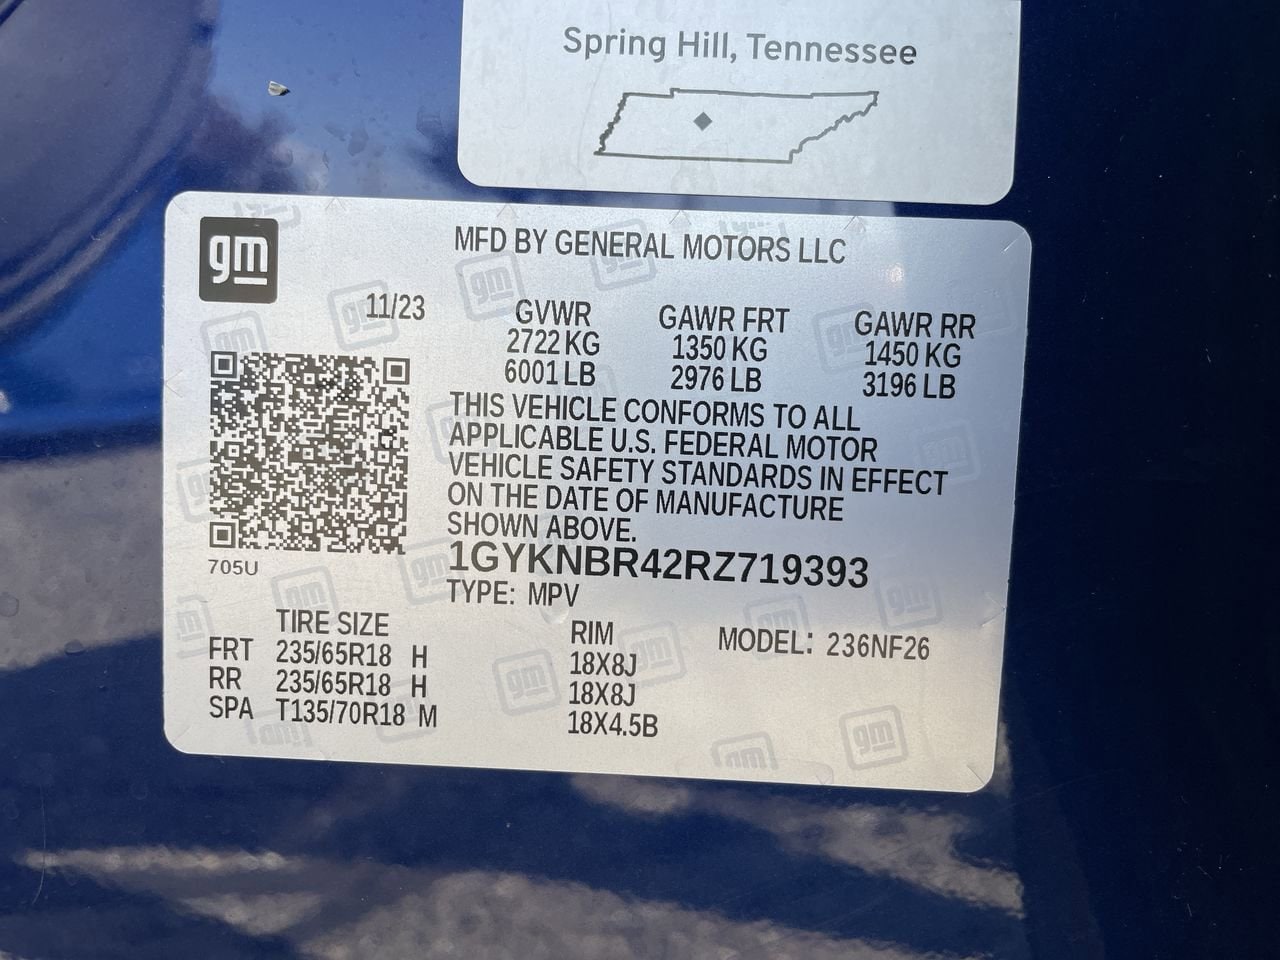 Spring Hill, Tennessee
gm
MFD BY GENERAL MOTORS LLC
11/23 GVWR GAWR FRT GAWR RR
2722 KG 1350 KG 1450 KG
6001 LB 2976 LB 3196 LB
THIS VEHICLE CONFORMS TO ALL
APPLICABLE U.S. FEDERAL MOTOR
VEHICLE SAFETY STANDARDS IN EFFECT
ON THE DATE OF MANUFACTURE
SHOWN ABOVE.
1GYKNBR42RZ719393
705U
TYPE: MPV
TIRE SIZE RIM MODEL: 236NF26
FRT 235/65R18 H 18X8J
RR 235/65R18 H 18X8J
SPA T135/70R18 M 18X4.5B